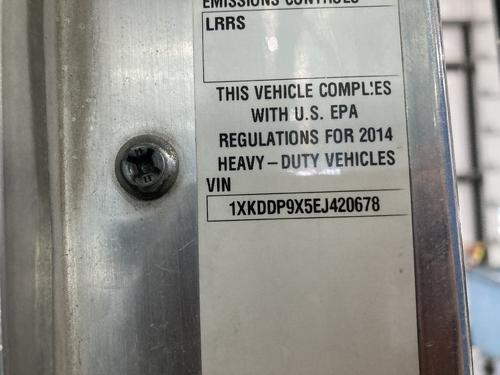 EMISSIONS CONTROLS
LRRS
THIS VEHICLE COMPLIES
WITH U.S. EPA
REGULATIONS FOR 2014
HEAVY-DUTY VEHICLES
VIN
1XKDDP9X5EJ420678